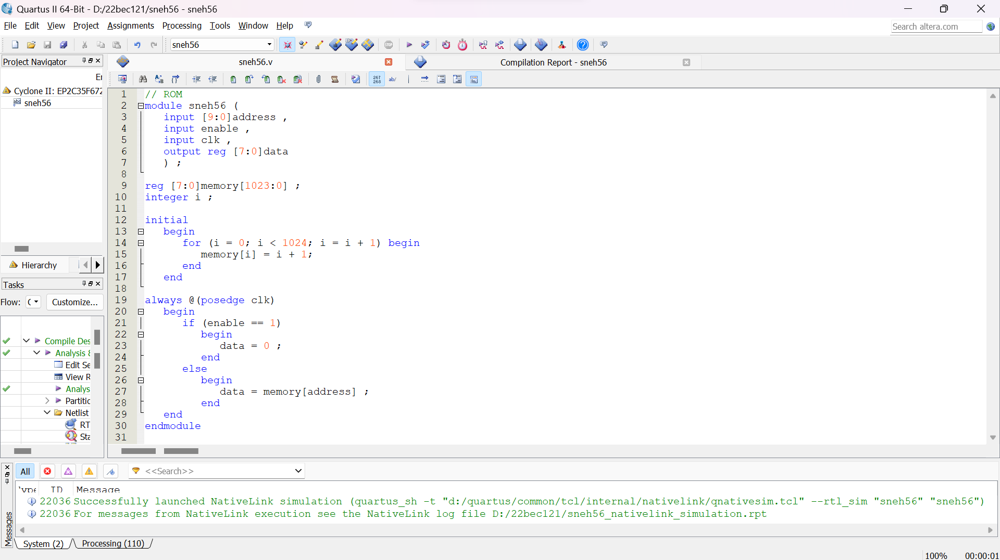 Quartus II 64-Bit - D:/22bec121/sneh56 - sneh56
File Edit View Project Assignments Processing Tools Window Help
Search altera.com
sneh56
STOP
Project Navigator
sneh56.v
Compilation Report - sneh56
267
268
ab/
Cyclone II: EP2C35F672
sneh56
Hierarchy
Tasks
Flow:
Customize...
Compile Des
Analysis &
Edit Se
View R
Analys
Partitic
Netlist
RT
Sta
1 // ROM
2 module sneh56 (
3 input [9:0]address ,
4 input enable ,
5 input clk ,
6 output reg [7:0]data
7 ) ;
8
9 reg [7:0]memory[1023:0] ;
10 integer i ;
11
12 initial
13 begin
14 for (i = 0; i < 1024; i = i + 1) begin
15 memory[i] = i + 1;
16 end
17 end
18
19 always @(posedge clk)
20 begin
21 if (enable == 1)
22 begin
23 data = 0 ;
24 end
25 else
26 begin
27 data = memory[address] ;
28 end
29 end
30 endmodule
31
Messages
All
<<Search>>
ID Message
22036 Successfully launched NativeLink simulation (quartus_sh -t "d:/quartus/common/tcl/internal/nativelink/qnativesim.tcl" --rtl_sim "sneh56" "sneh56")
22036 For messages from NativeLink execution see the NativeLink log file D:/22bec121/sneh56_nativelink_simulation.rpt
System (2) Processing (110)
100% 00:00:01